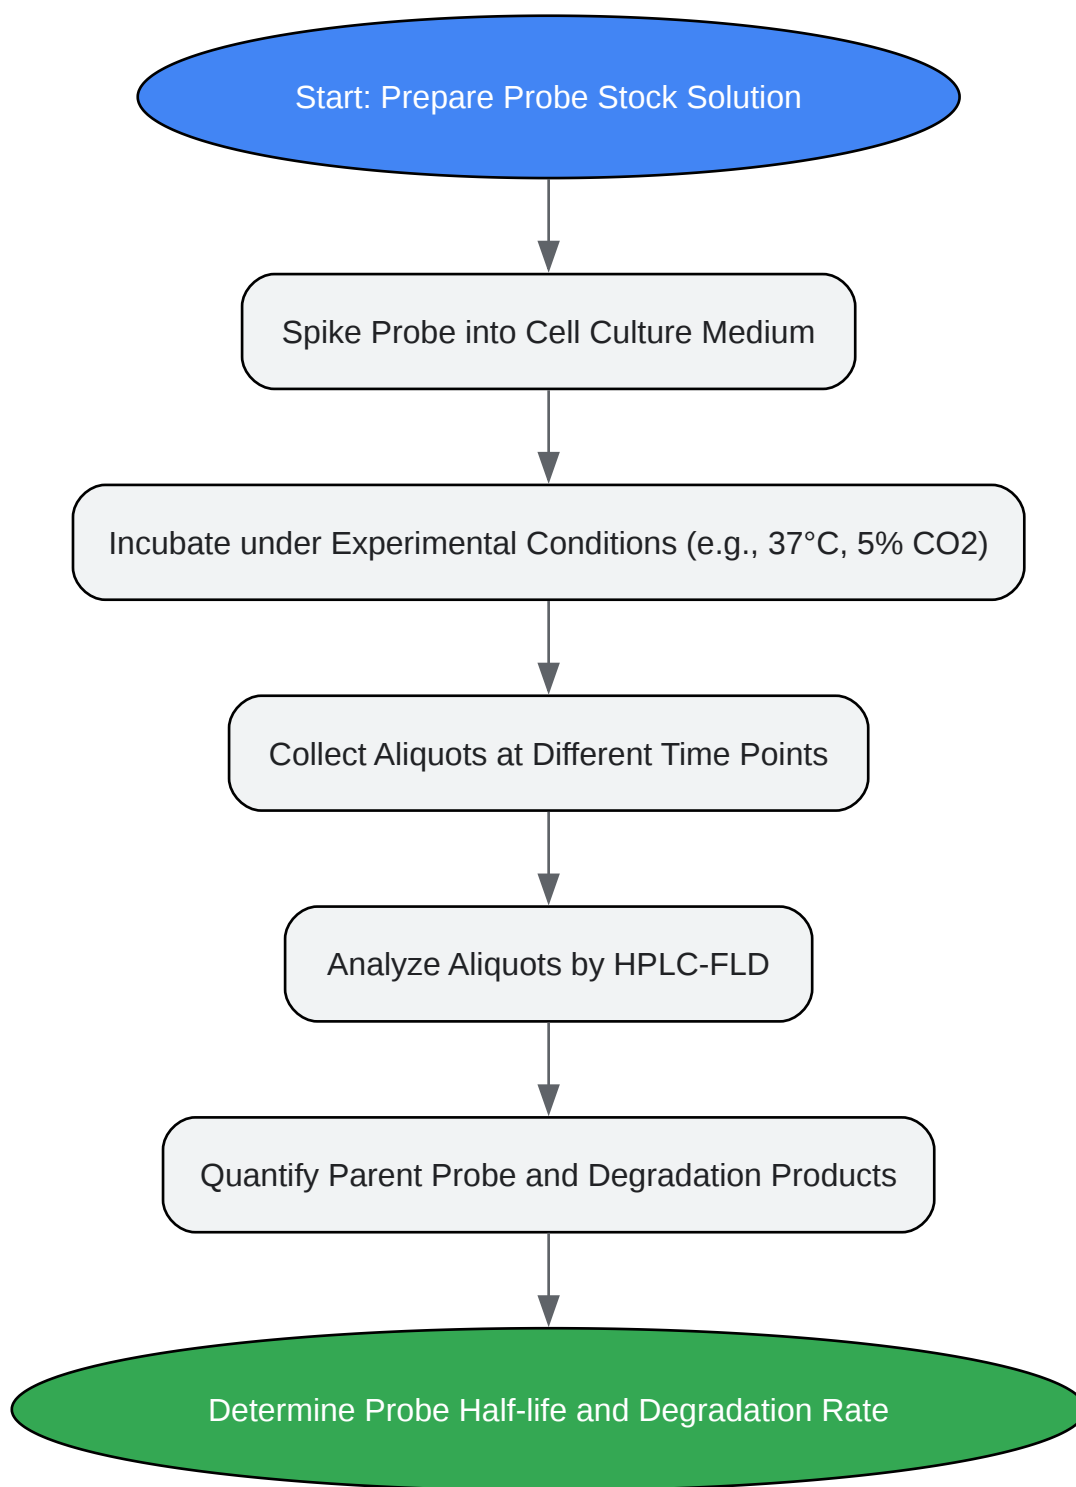 Start: Prepare Probe Stock Solution
Spike Probe into Cell Culture Medium
Incubate under Experimental Conditions (e.g., 37°C, 5% CO2)
Collect Aliquots at Different Time Points
Analyze Aliquots by HPLC-FLD
Quantify Parent Probe and Degradation Products
Determine Probe Half-life and Degradation Rate